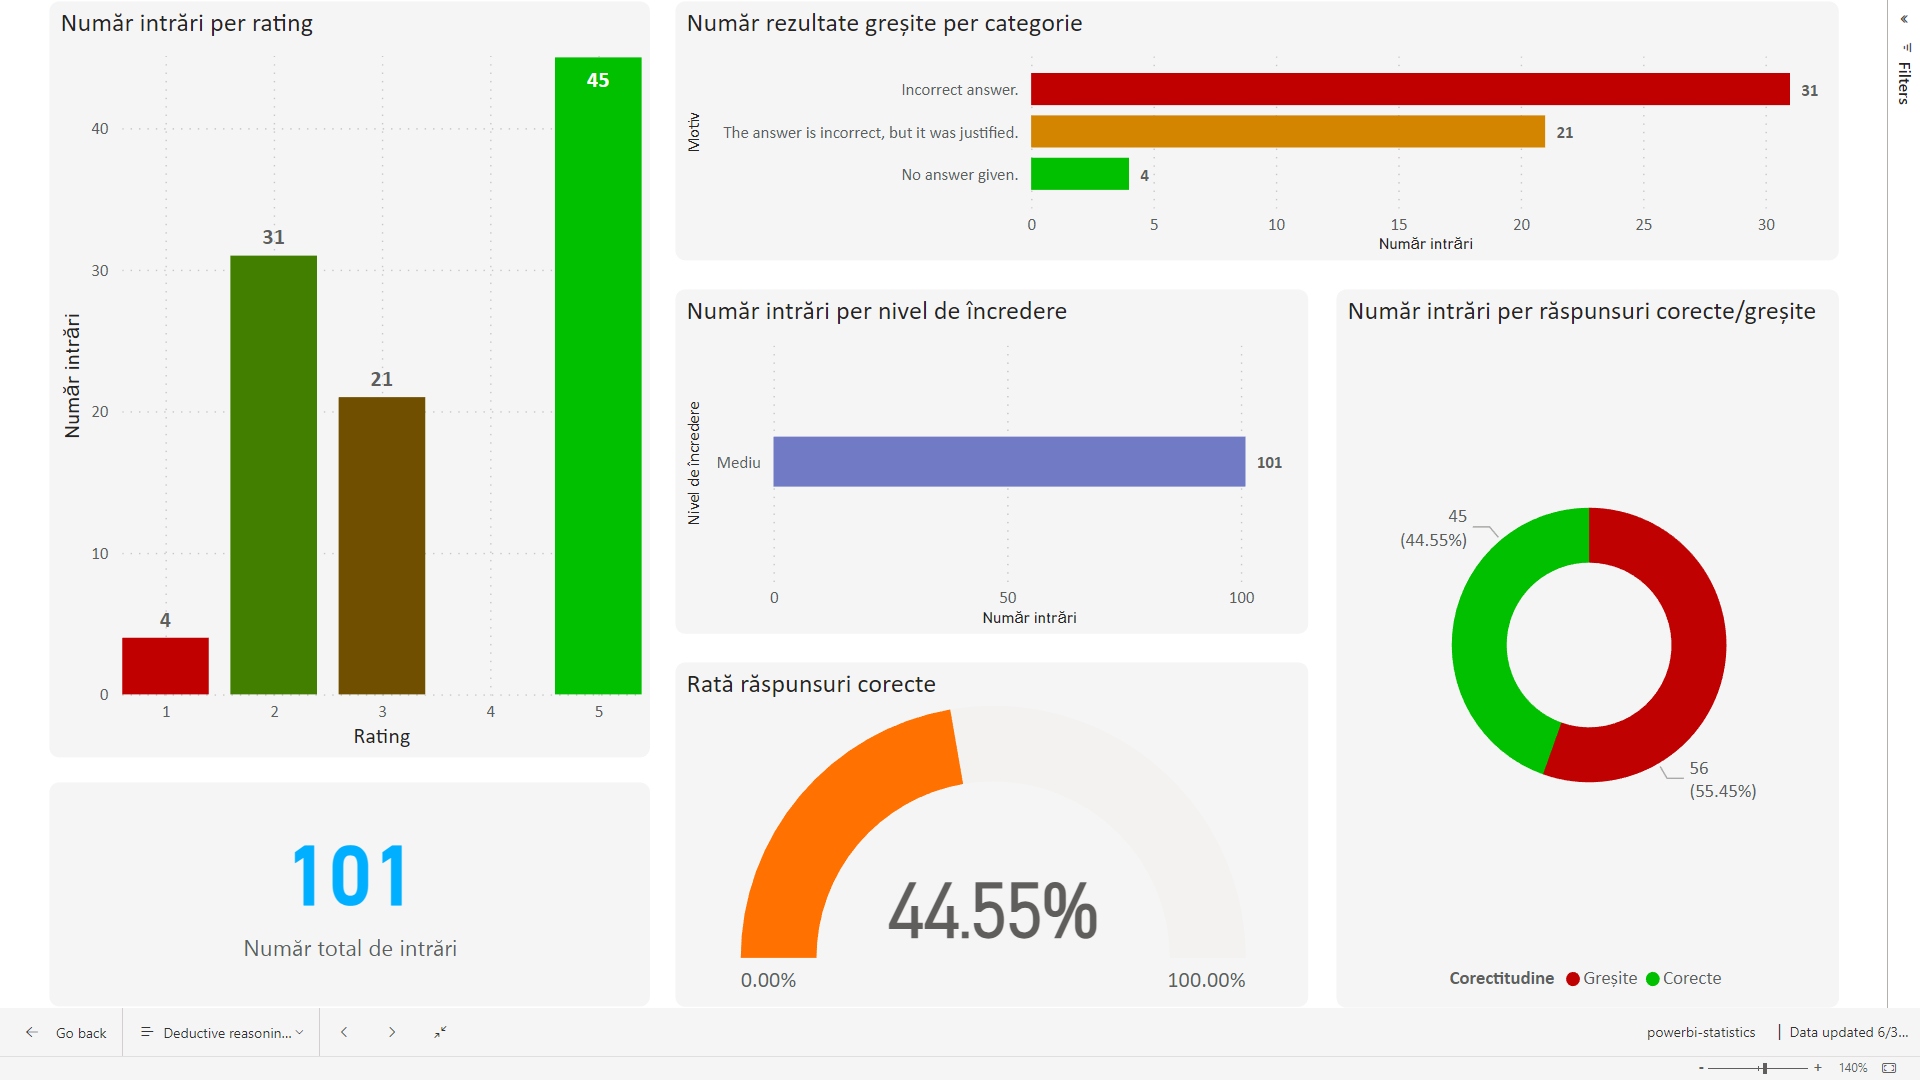 Număr intrări per rating
Număr intrări
40
30
20
10
0
4
31
21
45
1 2 3 4 5
Rating
101
Număr total de intrări
Număr rezultate greșite per categorie
Motiv
Incorrect answer. 31
The answer is incorrect, but it was justified. 21
No answer given. 4
0 5 10 15 20 25 30
Număr intrări
Număr intrări per nivel de încredere
Nivel de încredere
Mediu 101
0 50 100
Număr intrări
Rată răspunsuri corecte
44.55%
0.00% 100.00%
Număr intrări per răspunsuri corecte/greșite
45
(44.55%)
56
(55.45%)
Corectitudine Greșite Corecte
Filters
Go back
Deductive reasonin...
powerbi-statistics | Data updated 6/3...
- + 140%